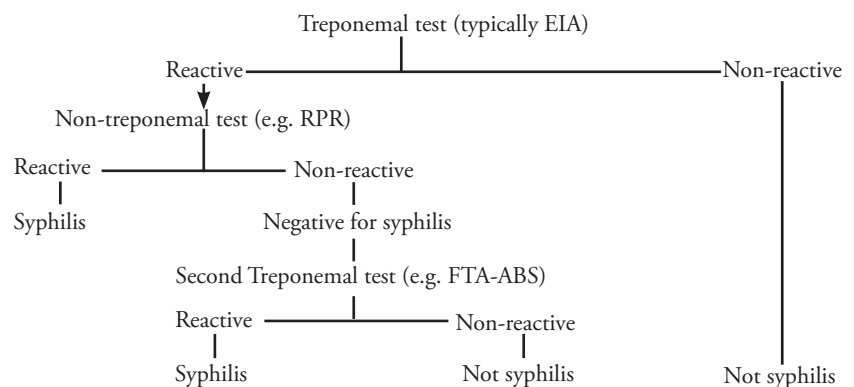 Treponemal test (typically EIA)
Reactive
Non-reactive
Non-treponemal test (e.g. RPR)
Reactive
Non-reactive
Syphilis
Negative for syphilis
Second Treponemal test (e.g. FTA-ABS)
Reactive
Non-reactive
Syphilis
Not syphilis
Not syphilis